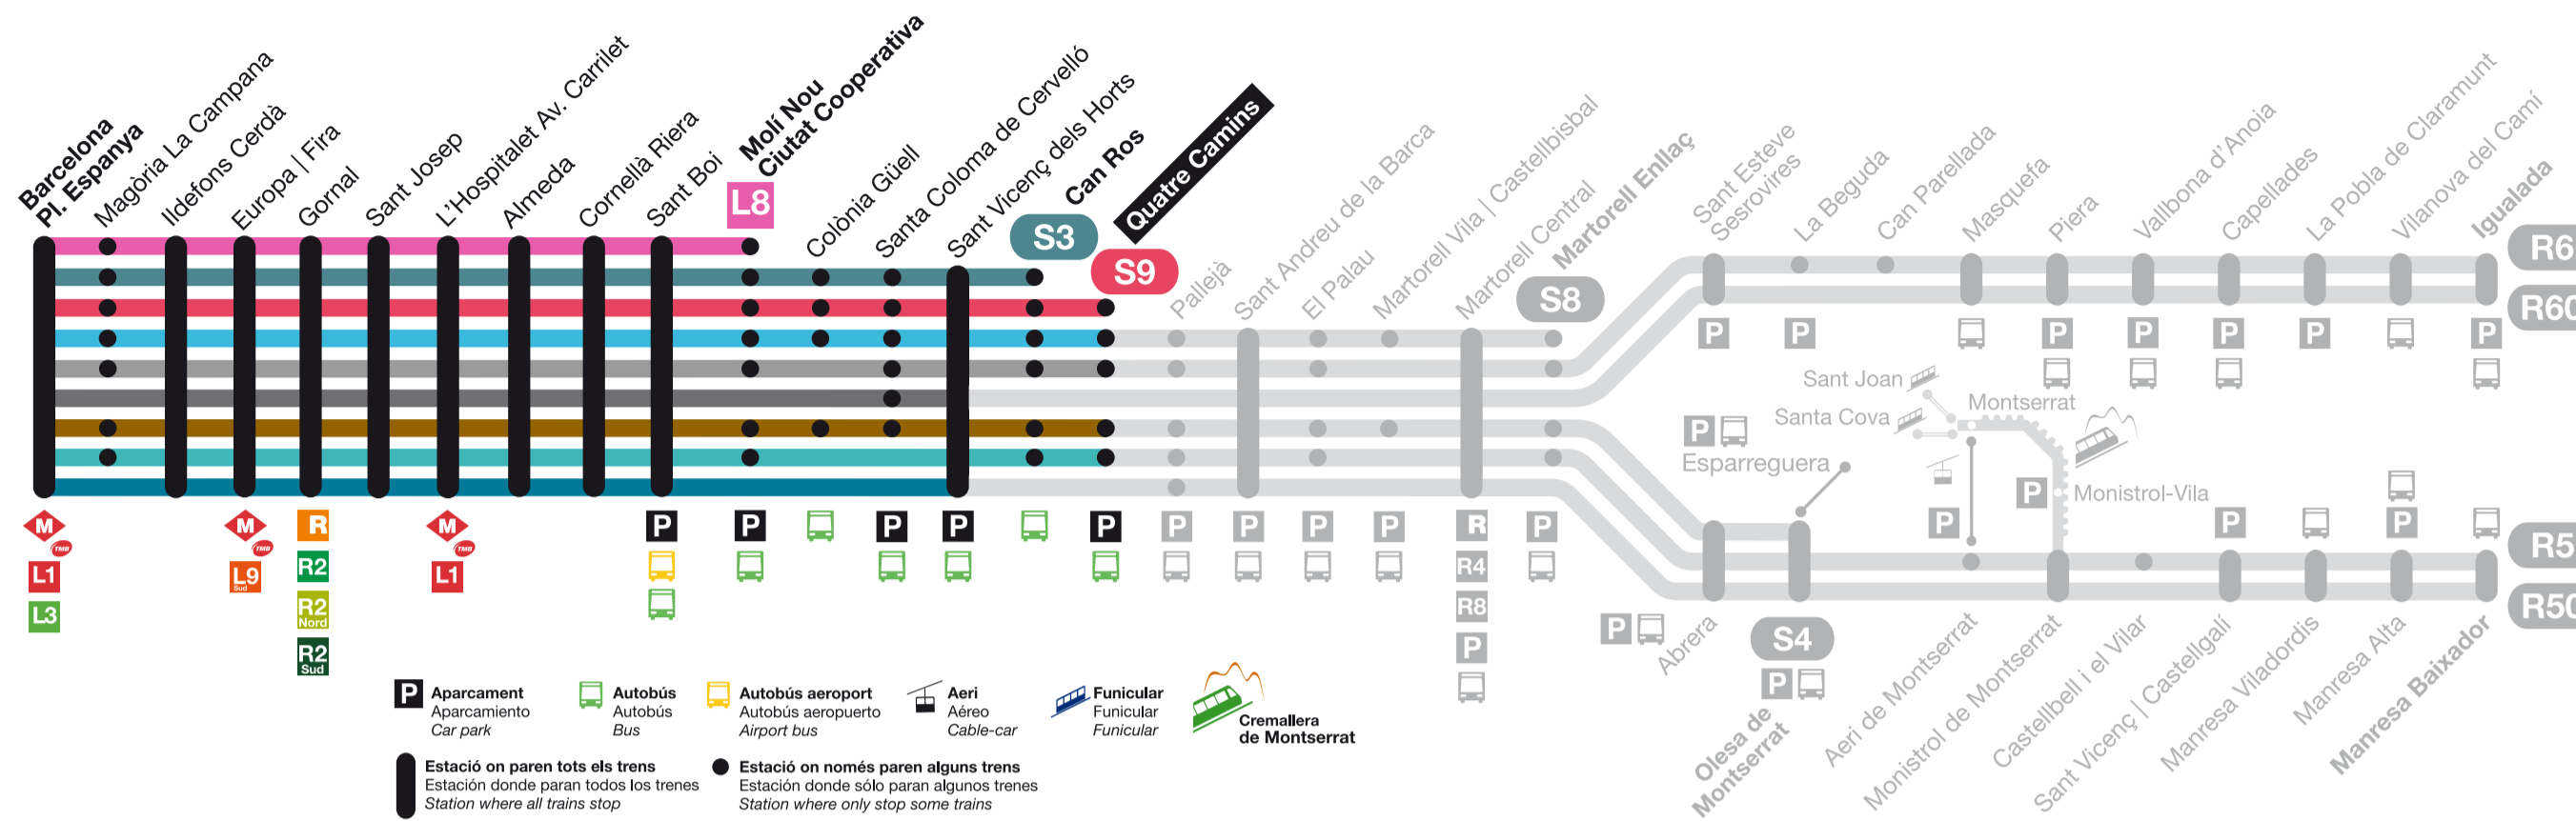 Barcelona
Pl. Espanya
Magòria La Campana
Ildefons Cerdà
Europa | Fira
Gornal
Sant Josep
L'Hospitalet Av. Carrilet
Almeda
Cornellà Riera
Sant Boi
Molí Nou
Ciutat Cooperativa
L8
Colònia Güell
Santa Coloma de Cervelló
Sant Vicenç dels Horts
Can Ros
S3
Quatre Camins
S9
Pallejà
Sant Andreu de la Barca
El Palau
Martorell Vila | Castellbisbal
Martorell Central
Martorell Enllaç
S8
Sant Esteve
Sesrovires
La Beguda
Can Parellada
Masquefa
Piera
Vallbona d'Anoia
Capellades
La Pobla de Claramunt
Vilanova del Camí
Igualada
R6
R60
P
P
P
P
P
P
P
Sant Joan
Santa Cova
Montserrat
P
Esparreguera
P
P
Monistrol-Vila
P
P
R5
R50
M
TMB
L1
L3
M
TMB
L9
Sud
R
R2
R2
Nord
R2
Sud
M
TMB
L1
P
P
P
P
P
P
P
P
P
R
R4
R8
P
P
P
Abrera
S4
P
Olesa de
Montserrat
Aeri de Montserrat
Monistrol de Montserrat
Castellbell i el Vilar
Sant Vicenç | Castellgalí
Manresa Viladordis
Manresa Alta
Manresa Baixador
P
Aparcament
Aparcamiento
Car park
Autobús
Autobús
Bus
Autobús aeroport
Autobús aeropuerto
Airport bus
Aeri
Aéreo
Cable-car
Funicular
Funicular
Funicular
Cremallera
de Montserrat
Estació on paren tots els trens
Estación donde paran todos los trenes
Station where all trains stop
Estació on només paren alguns trens
Estación donde sólo paran algunos trenes
Station where only stop some trains